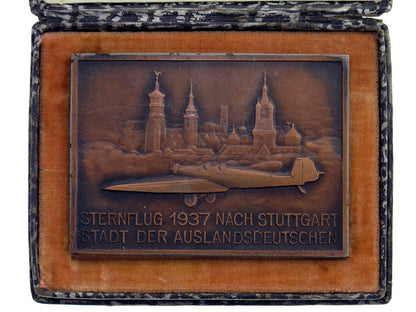 STERNFLUG 1937 NACH STUTTGART
STADT DER AUSLANDSDEUTSCHEN